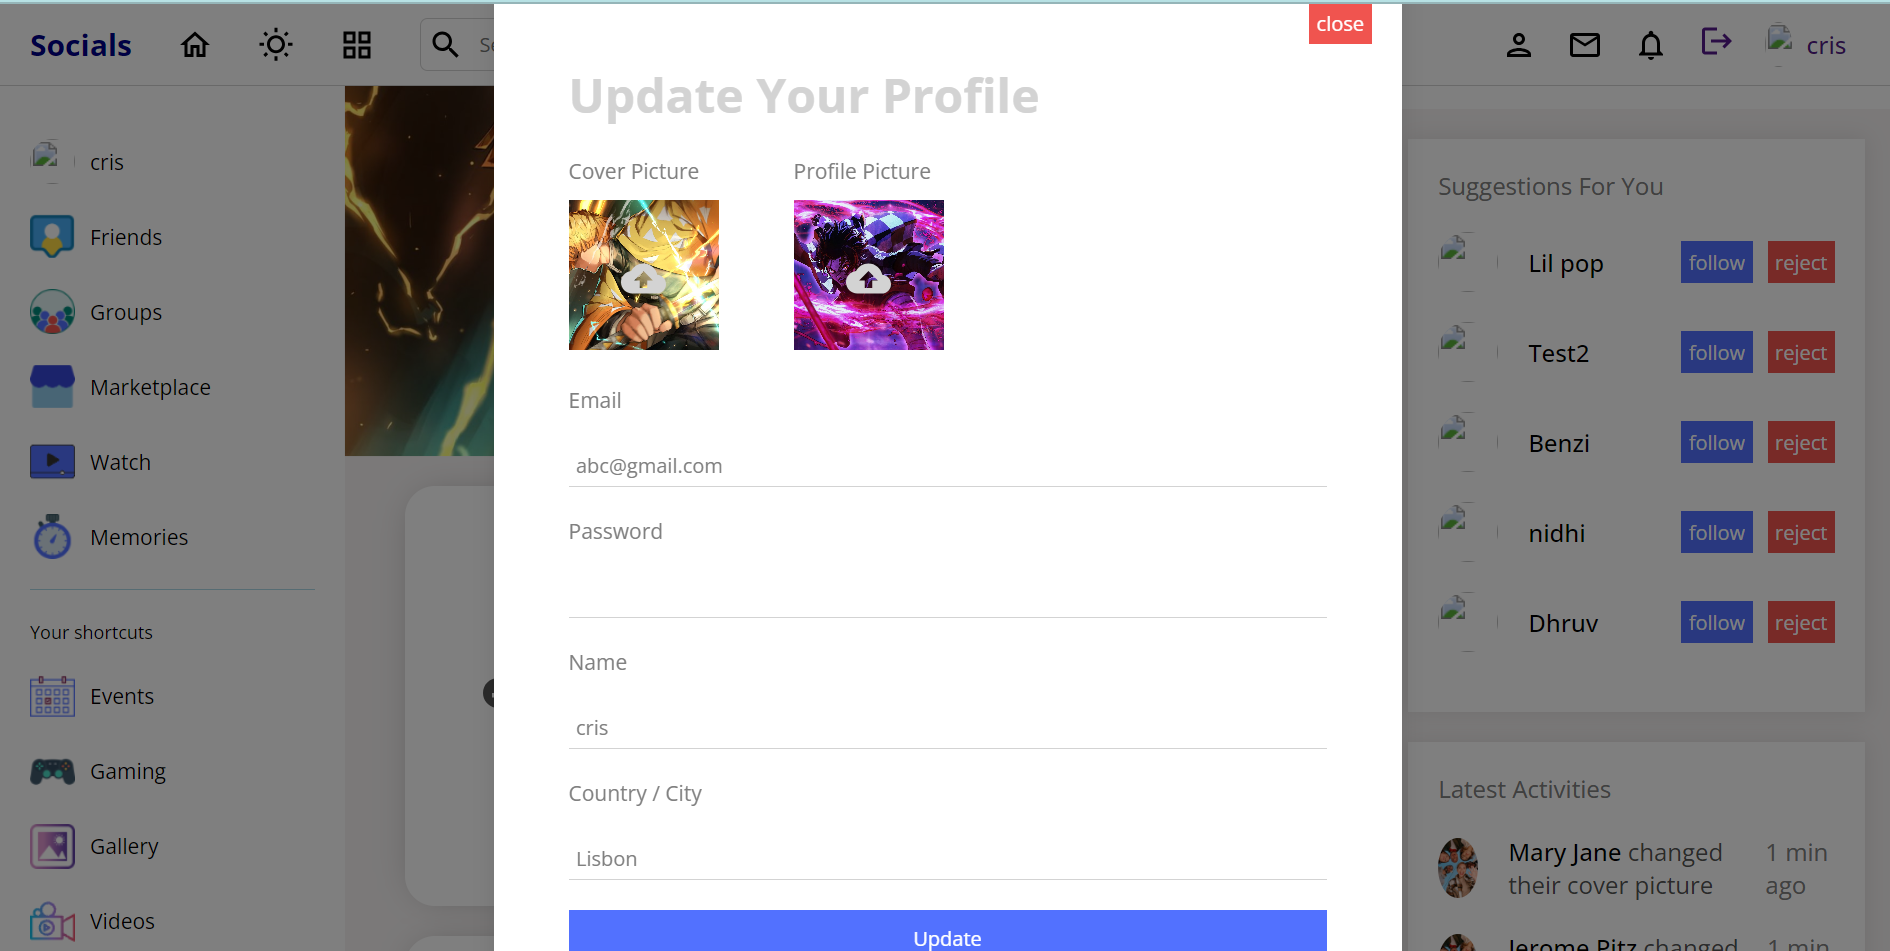 Socials
cris
close
Update Your Profile
Cover Picture
Profile Picture
Email
abc@gmail.com
Password
Name
cris
Country / City
Lisbon
Update
cris
Friends
Groups
Marketplace
Watch
Memories
Your shortcuts
Events
Gaming
Gallery
Videos
Suggestions For You
Lil pop follow reject
Test2 follow reject
Benzi follow reject
nidhi follow reject
Dhruv follow reject
Latest Activities
Mary Jane changed 1 min
their cover picture ago
Jerome Pitz changed 1 min